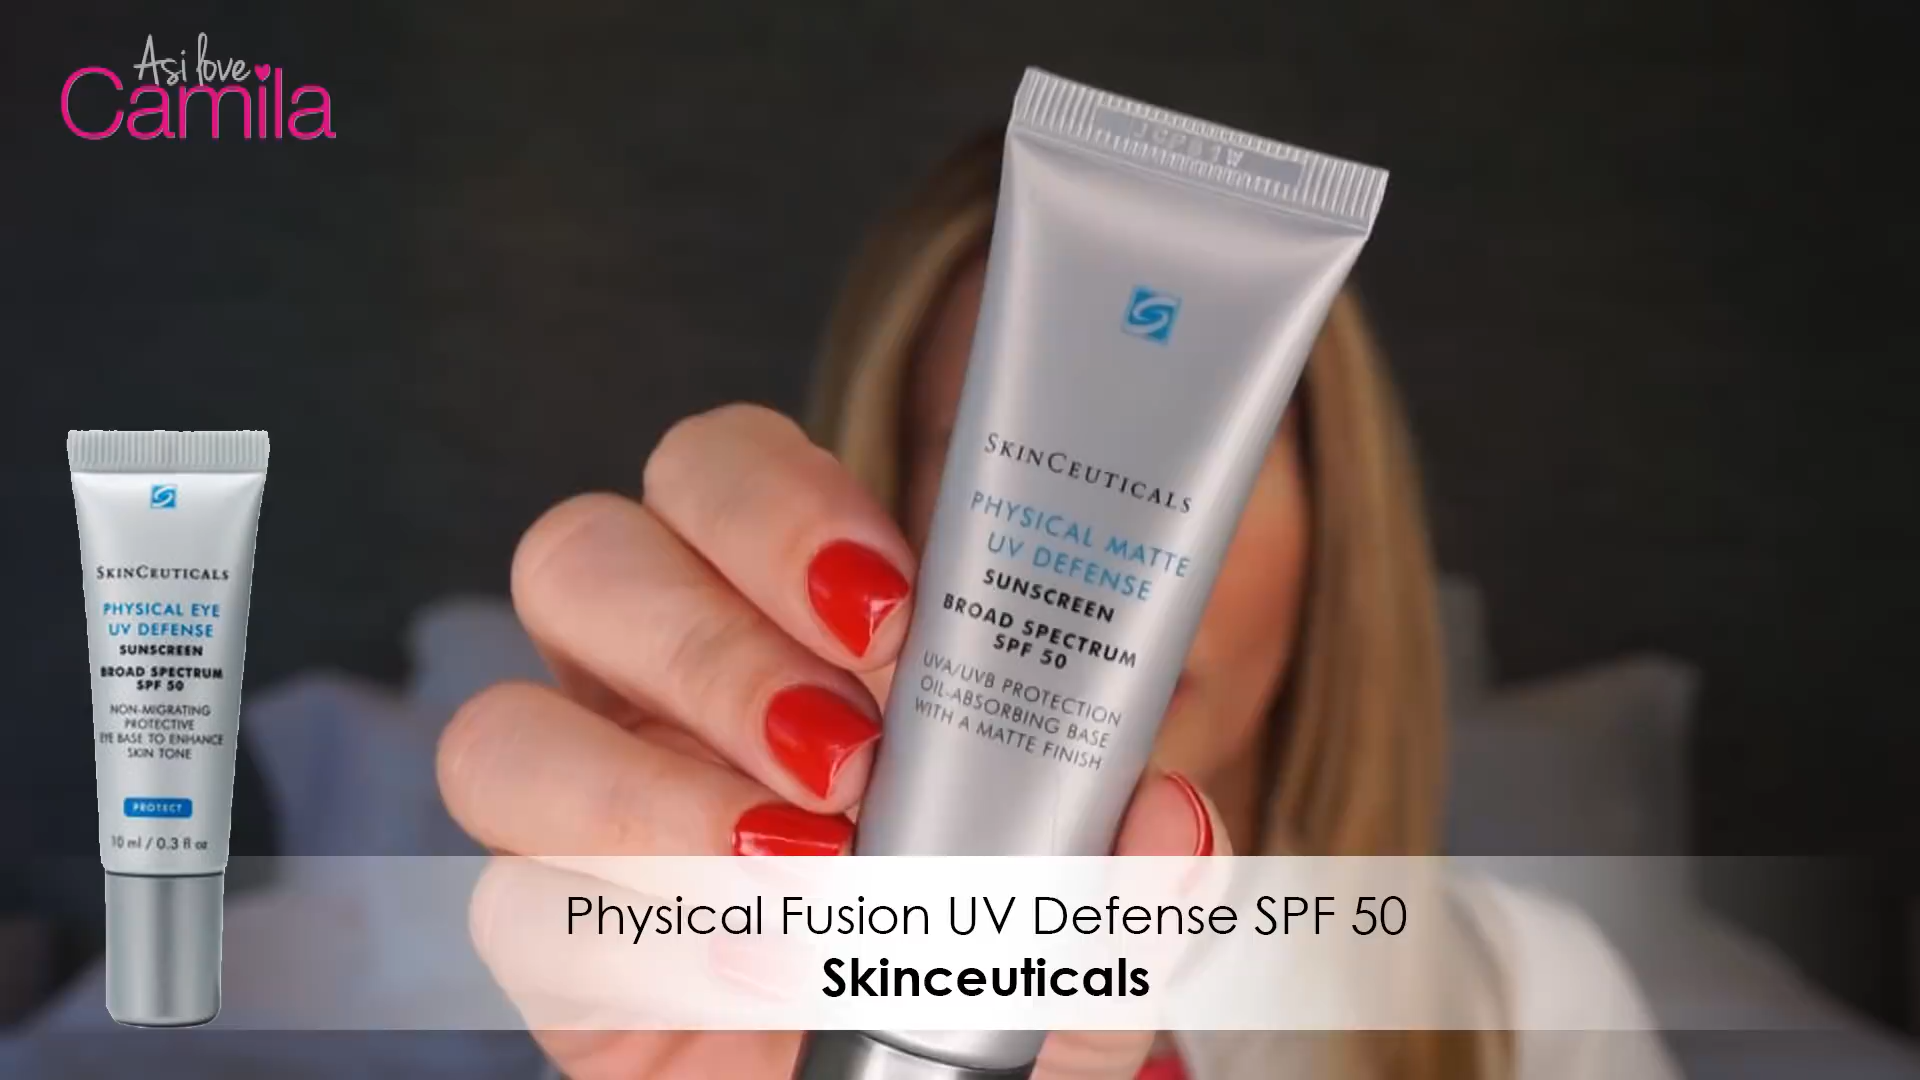 Asi love
Camila
SKINCEUTICALS
PHYSICAL EYE
UV DEFENSE
SUNSCREEN
BROAD SPECTRUM
SPF 50
NON-MIGRATING
PROTECTIVE
EYE BASE TO ENHANCE
SKIN TONE
PROTECT
10 ml / 0.3 fl oz
SKINCEUTICALS
PHYSICAL MATTE
UV DEFENSE
SUNSCREEN
BROAD SPECTRUM
SPF 50
UVA/UVB PROTECTION
OIL-ABSORBING BASE
WITH A MATTE FINISH
Physical Fusion UV Defense SPF 50
Skinceuticals